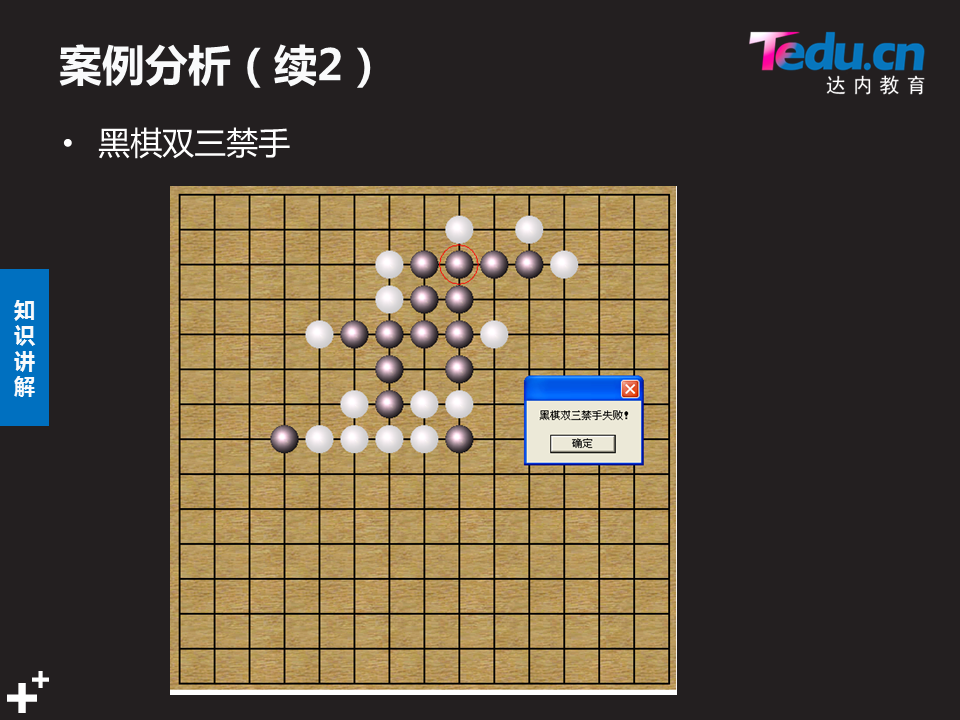 案例分析（续2）
Tedu.cn
达内教育
• 黑棋双三禁手
知识讲解
黑棋双三禁手失败！
确定